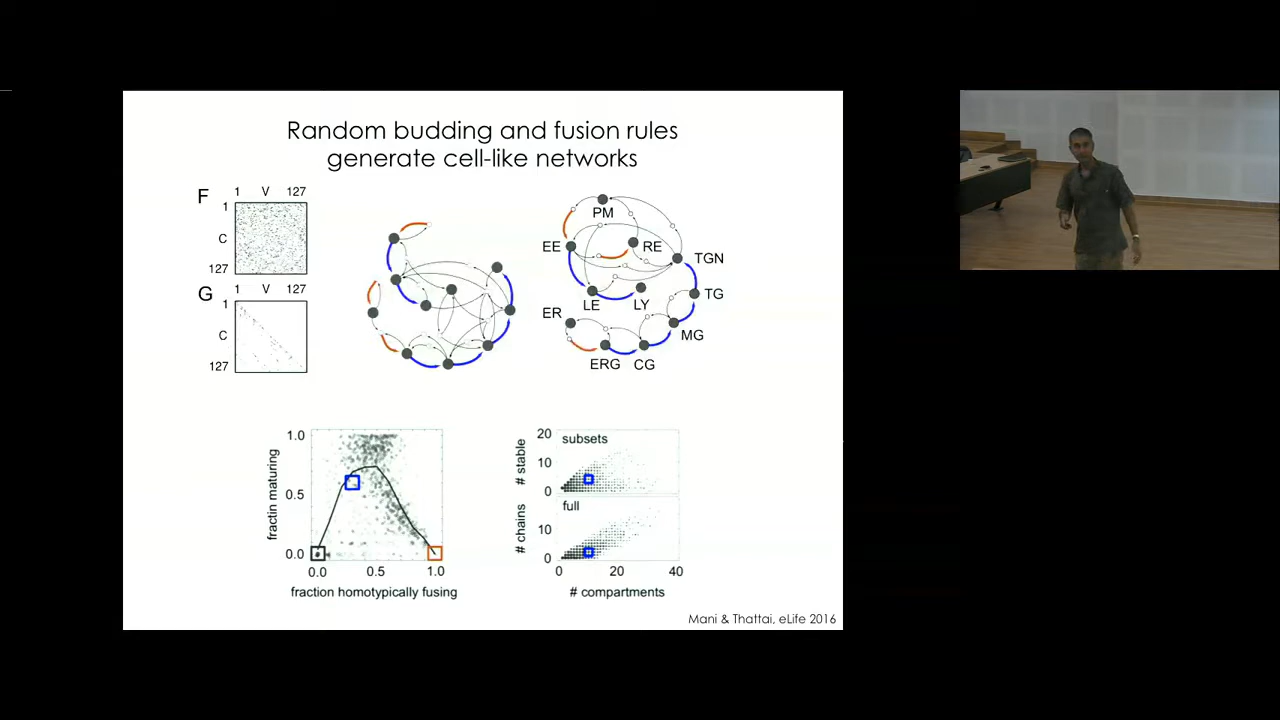 Random budding and fusion rules
generate cell-like networks
F
1 V 127
1
C
127
G
1 V 127
1
C
127
PM
EE
RE
TGN
LE
LY
TG
ER
MG
ERG
CG
1.0
0.5
0.0
fractin maturing
0.0 0.5 1.0
fraction homotypically fusing
20
10
0
# stable
subsets
10
0
# chains
full
0 20 40
# compartments
Mani & Thattai, eLife 2016